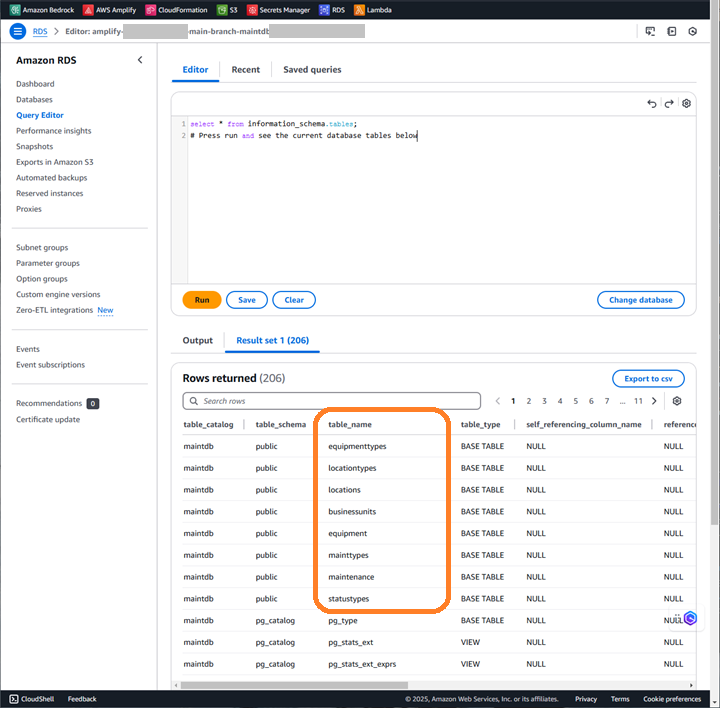 Amazon Bedrock AWS Amplify CloudFormation S3 Secrets Manager RDS Lambda
RDS > Editor: amplify- -main-branch-maintdb
Amazon RDS
Dashboard
Databases
Query Editor
Performance insights
Snapshots
Exports in Amazon S3
Automated backups
Reserved instances
Proxies
Subnet groups
Parameter groups
Option groups
Custom engine versions
Zero-ETL integrations New
Events
Event subscriptions
Recommendations 0
Certificate update
Editor Recent Saved queries
1 select * from information_schema.tables;
2 # Press run and see the current database tables below
Run Save Clear Change database
Output Result set 1 (206)
Rows returned (206) Export to csv
Search rows < 1 2 3 4 5 6 7 ... 11 >
table_catalog table_schema table_name table_type self_referencing_column_name reference
maintdb public equipmenttypes BASE TABLE NULL NULL
maintdb public locationtypes BASE TABLE NULL NULL
maintdb public locations BASE TABLE NULL NULL
maintdb public businessunits BASE TABLE NULL NULL
maintdb public equipment BASE TABLE NULL NULL
maintdb public mainttypes BASE TABLE NULL NULL
maintdb public maintenance BASE TABLE NULL NULL
maintdb public statustypes BASE TABLE NULL NULL
maintdb pg_catalog pg_type BASE TABLE NULL NULL
maintdb pg_catalog pg_stats_ext VIEW NULL NULL
maintdb pg_catalog pg_stats_ext_exprs VIEW NULL NULL
CloudShell Feedback © 2025, Amazon Web Services, Inc. or its affiliates. Privacy Terms Cookie preferences